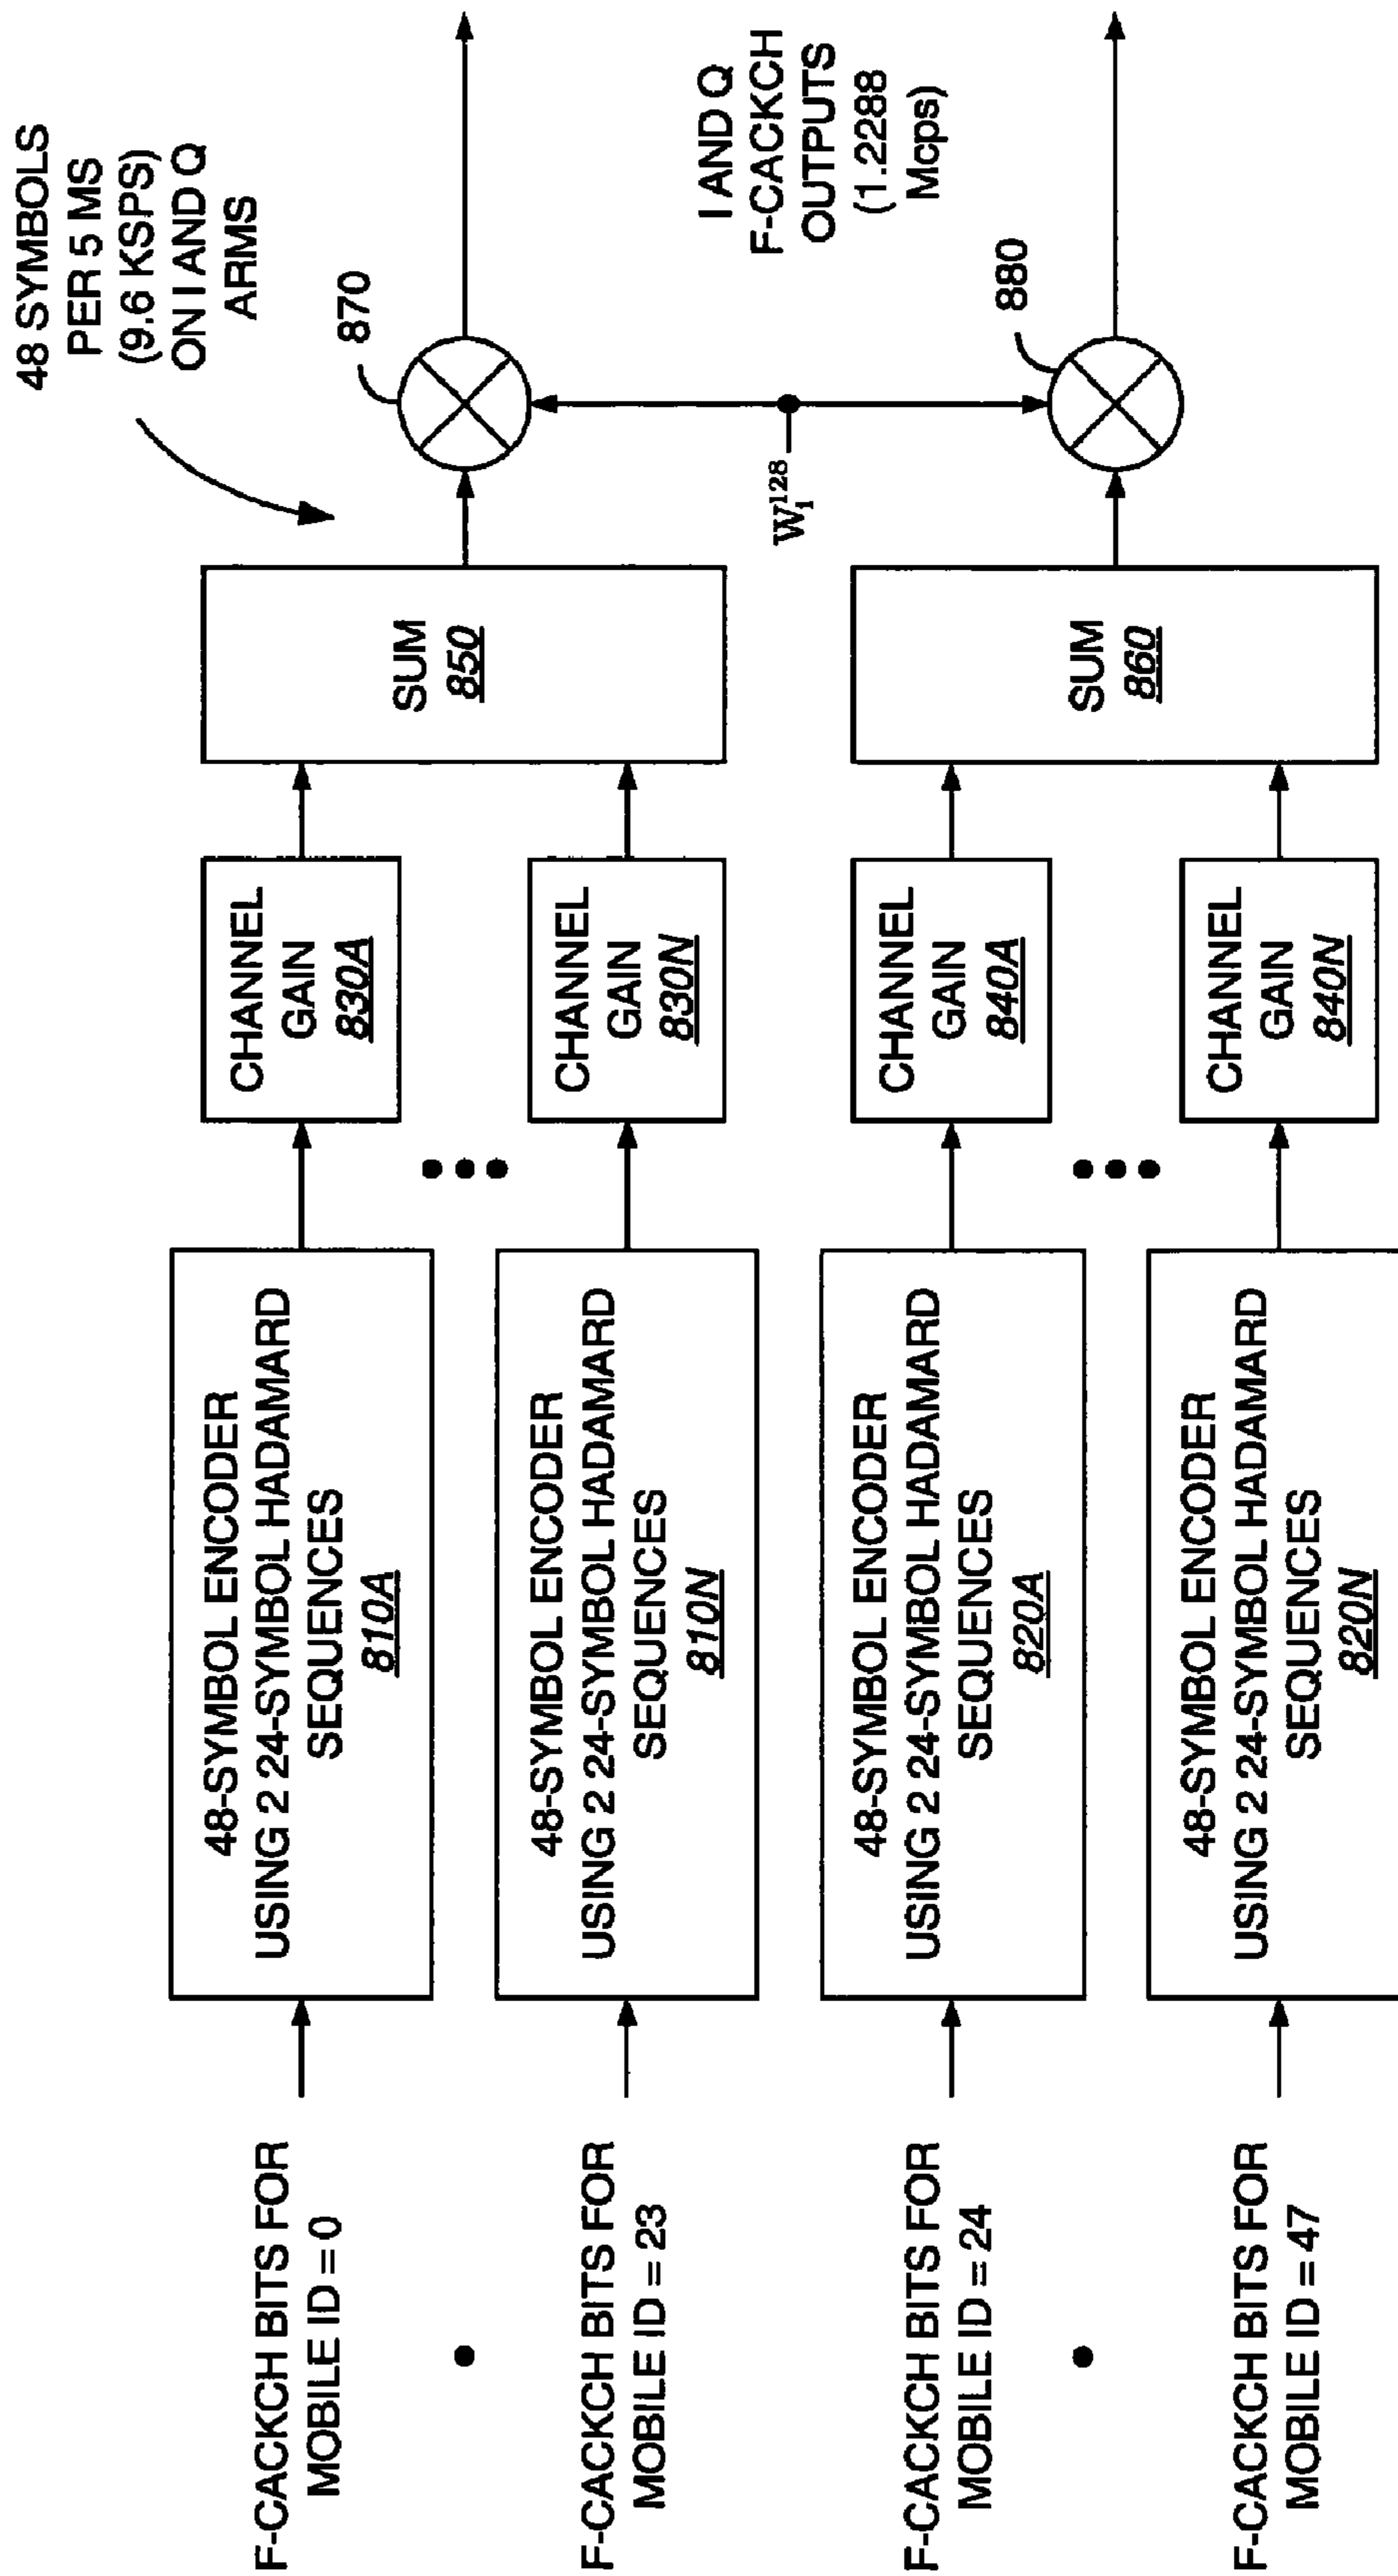 F-CACKCH BITS FOR
MOBILE ID = 0
48-SYMBOL ENCODER
USING 2 24-SYMBOL HADAMARD
SEQUENCES
810A
CHANNEL
GAIN
830A
F-CACKCH BITS FOR
MOBILE ID = 23
48-SYMBOL ENCODER
USING 2 24-SYMBOL HADAMARD
SEQUENCES
810N
CHANNEL
GAIN
830N
SUM
850
48 SYMBOLS
PER 5 MS
(9.6 KSPS)
ON I AND Q
ARMS
870
W_i^128
I AND Q
F-CACKCH
OUTPUTS
(1.2288
Mcps)
F-CACKCH BITS FOR
MOBILE ID = 24
48-SYMBOL ENCODER
USING 2 24-SYMBOL HADAMARD
SEQUENCES
820A
CHANNEL
GAIN
840A
F-CACKCH BITS FOR
MOBILE ID = 47
48-SYMBOL ENCODER
USING 2 24-SYMBOL HADAMARD
SEQUENCES
820N
CHANNEL
GAIN
840N
SUM
860
880